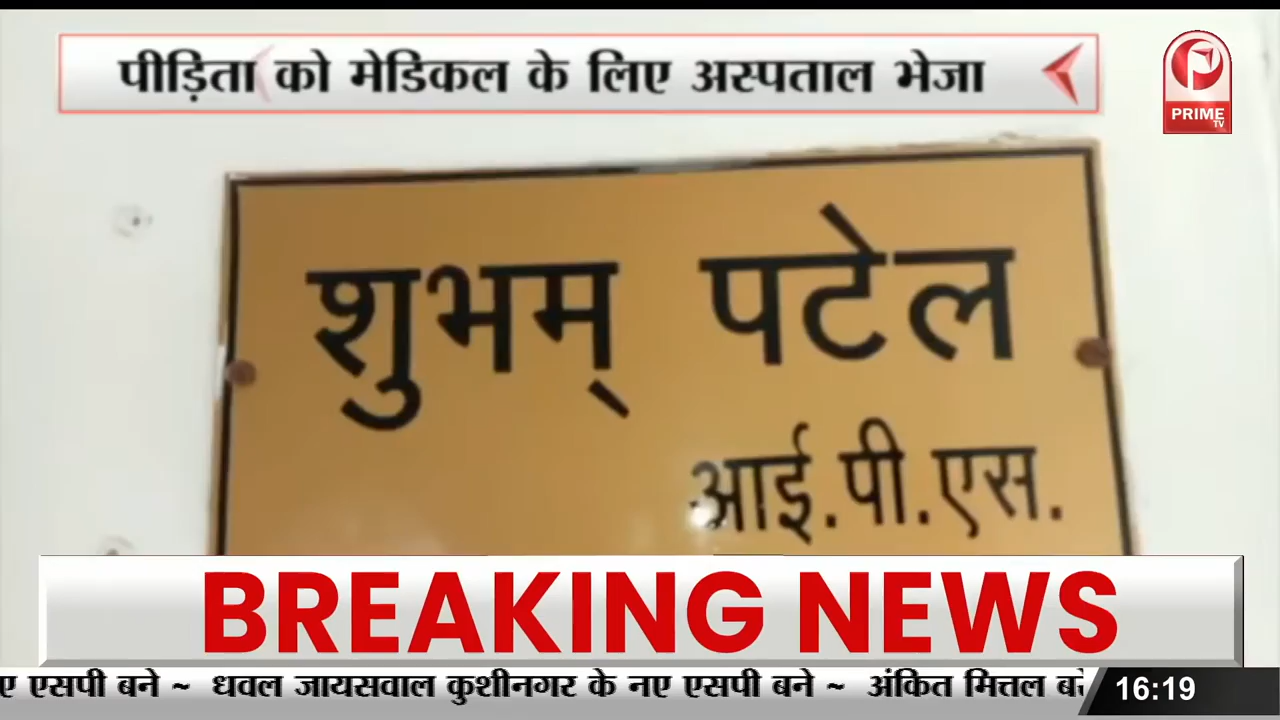 पीड़िता को मेडिकल के लिए अस्पताल भेजा
PRIME
TV
शुभम् पटेल
आई.पी.एस.
BREAKING NEWS
एसपी बने ~ धवल जायसवाल कुशीनगर के नए एसपी बने ~ अंकित मित्तल
16:19